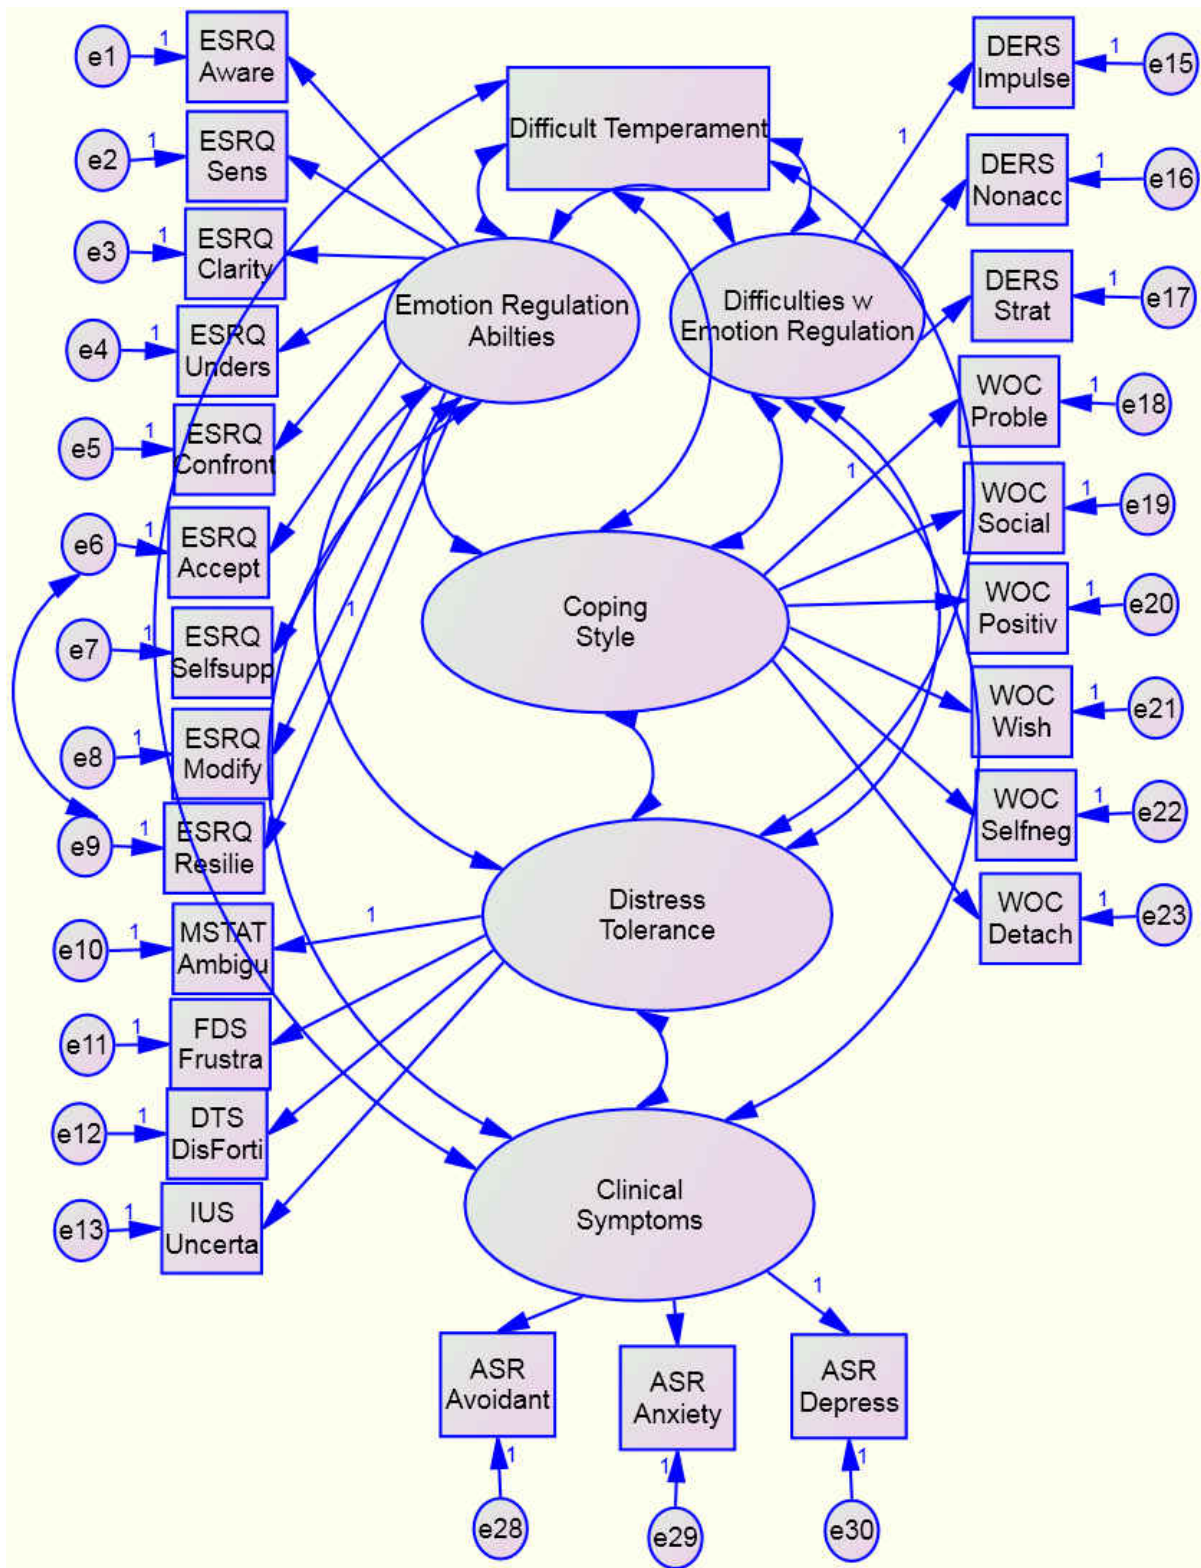 e1
1
ESRQ
Aware
e2
1
ESRQ
Sens
e3
1
ESRQ
Clarity
e4
1
ESRQ
Unders
e5
1
ESRQ
Confront
e6
1
ESRQ
Accept
e7
1
ESRQ
Selfsupp
e8
1
ESRQ
Modify
e9
1
ESRQ
Resilie
e10
1
MSTAT
Ambigu
e11
1
FDS
Frustra
e12
1
DTS
DisForti
e13
1
IUS
Uncerta
Difficult Temperament
Emotion Regulation
Abilties
1
Difficulties w
Emotion Regulation
1
Coping
Style
1
Distress
Tolerance
1
Clinical
Symptoms
1
DERS
Impulse
1
e15
DERS
Nonacc
1
e16
DERS
Strat
1
e17
WOC
Proble
1
e18
WOC
Social
1
e19
WOC
Positiv
1
e20
WOC
Wish
1
e21
WOC
Selfneg
1
e22
WOC
Detach
1
e23
ASR
Avoidant
1
e28
ASR
Anxiety
1
e29
ASR
Depress
1
e30